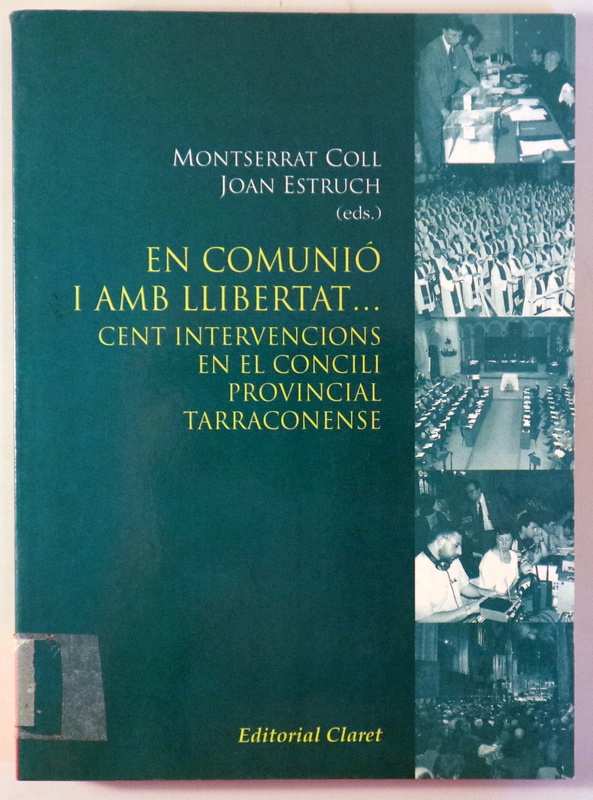 MONTSERRAT COLL
JOAN ESTRUCH
(eds.)
EN COMUNIÓ
I AMB LLIBERTAT...
CENT INTERVENCIONS
EN EL CONCILI
PROVINCIAL
TARRACONENSE
Editorial Claret